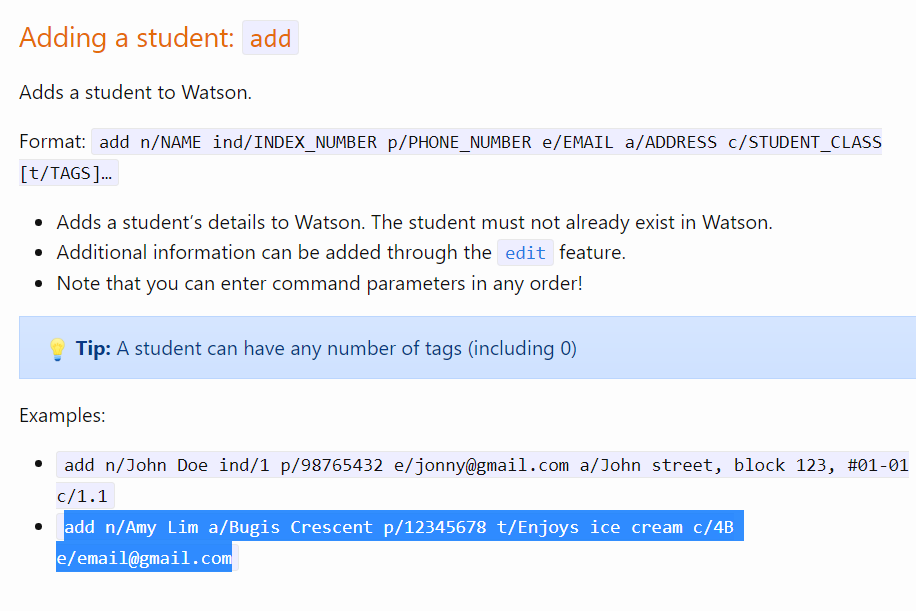 Adding a student: add
Adds a student to Watson.
Format: add n/NAME ind/INDEX_NUMBER p/PHONE_NUMBER e/EMAIL a/ADDRESS c/STUDENT_CLASS
[t/TAGS]…
• Adds a student’s details to Watson. The student must not already exist in Watson.
• Additional information can be added through the edit feature.
• Note that you can enter command parameters in any order!
💡 Tip: A student can have any number of tags (including 0)
Examples:
• add n/John Doe ind/1 p/98765432 e/jonny@gmail.com a/John street, block 123, #01-01
c/1.1
• add n/Amy Lim a/Bugis Crescent p/12345678 t/Enjoys ice cream c/4B
e/email@gmail.com